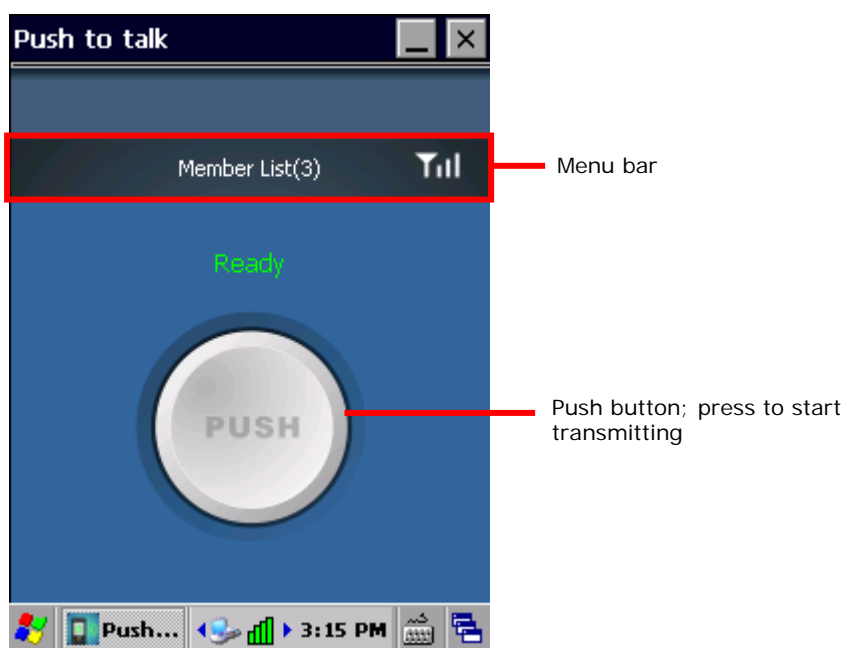 Push to talk
Member List(3)
Menu bar
Ready
PUSH
Push button; press to start
transmitting
Push... 3:15 PM